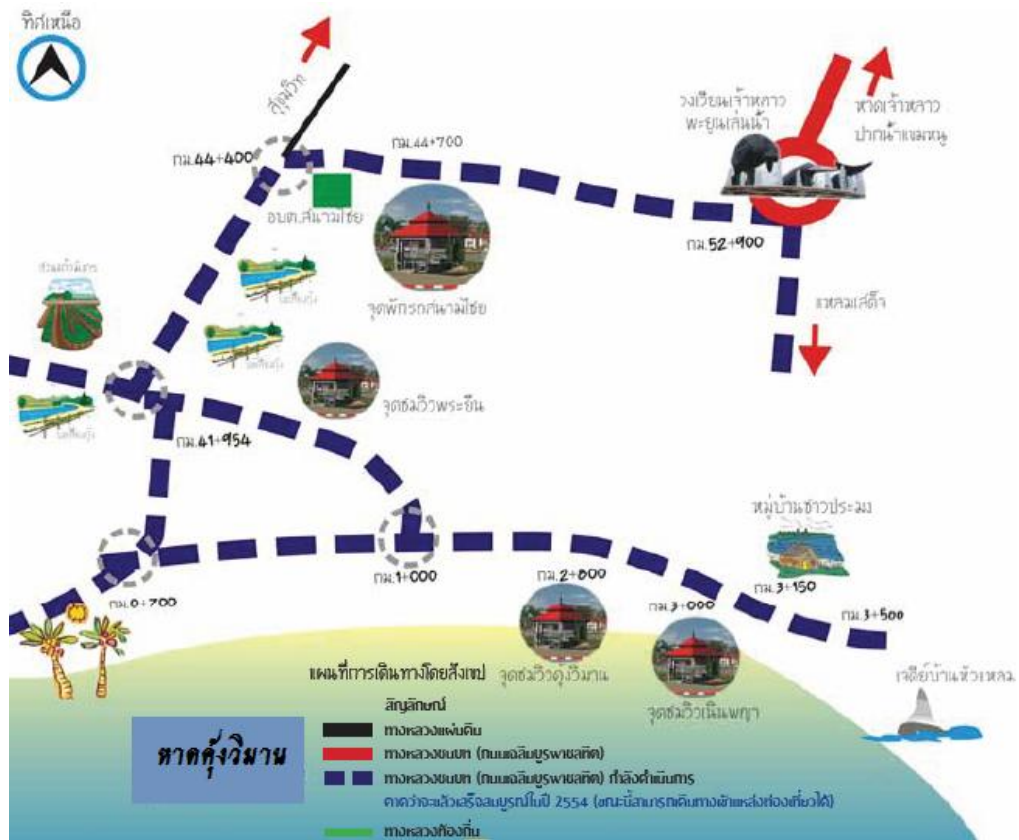 ทิศเหนือ
สุขุมวิท
กม.44+400
กม.44+700
วงเวียนเจ้าหลาว
พะยูนเล่นน้ำ
หาดเจ้าหลาว
ปากน้ำแขมหนู
อบต.สนามไชย
กม.52+900
จุดพักรถสนามไชย
แหลมเสด็จ
จุดชมวิวพระยืน
กม.41+954
หมู่บ้านชาวประมง
กม.0+700
กม.1+000
กม.2+800
กม.3+000
กม.3+150
กม.3+500
แผนที่การเดินทางโดยสังเขป
จุดชมวิวคุ้งวิมาน
จุดชมวิวเนินพญา
เจดีย์บ้านหัวแหลม
หาดคุ้งวิมาน
สัญลักษณ์
ทางหลวงแผ่นดิน
ทางหลวงชนบท (ถนนเฉลิมบูรพาชลทิต)
ทางหลวงชนบท (ถนนเฉลิมบูรพาชลทิต) กำลังดำเนินการ
คาดว่าจะแล้วเสร็จสมบูรณ์ในปี 2554 (ขณะนี้สามารถเดินทางเข้าแหล่งท่องเที่ยวได้)
ทางหลวงท้องถิ่น